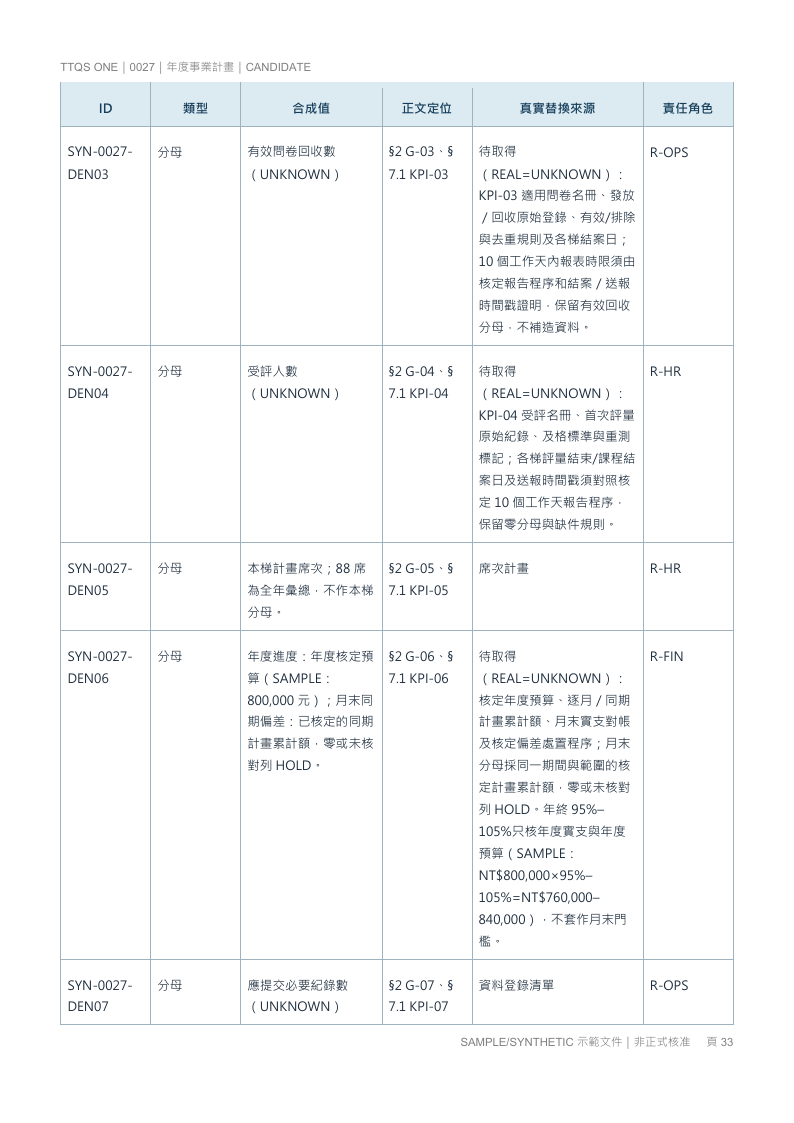 TTQS ONE｜0027｜年度事業計畫｜CANDIDATE
ID 類型 合成值 正文定位 真實替換來源 責任角色
SYN-0027-
DEN03
分母
有效問卷回收數
（UNKNOWN）
§2 G-03、§
7.1 KPI-03
待取得
（REAL=UNKNOWN）：
KPI-03 適用問卷名冊、發放
／回收原始登錄、有效/排除
與去重規則及各梯結案日；
10 個工作天內報表時限須由
核定報告程序和結案／送報
時間戳證明，保留有效回收
分母，不補造資料。
R-OPS
SYN-0027-
DEN04
分母
受評人數
（UNKNOWN）
§2 G-04、§
7.1 KPI-04
待取得
（REAL=UNKNOWN）：
KPI-04 受評名冊、首次評量
原始紀錄、及格標準與重測
標記；各梯評量結束/課程結
案日及送報時間戳須對照核
定 10 個工作天報告程序，
保留零分母與缺件規則。
R-HR
SYN-0027-
DEN05
分母
本梯計畫席次；88 席
為全年彙總，不作本梯
分母。
§2 G-05、§
7.1 KPI-05
席次計畫
R-HR
SYN-0027-
DEN06
分母
年度進度：年度核定預
算（SAMPLE：
800,000 元）；月末同
期偏差：已核定的同期
計畫累計額，零或未核
對列 HOLD。
§2 G-06、§
7.1 KPI-06
待取得
（REAL=UNKNOWN）：
核定年度預算、逐月／同期
計畫累計額、月末實支對帳
及核定偏差處置程序；月末
分母採同一期間與範圍的核
定計畫累計額，零或未核對
列 HOLD。年終 95%–
105%只核年度實支與年度
預算（SAMPLE：
NT$800,000×95%–
105%=NT$760,000–
840,000），不套作月末門
檻。
R-FIN
SYN-0027-
DEN07
分母
應提交必要紀錄數
（UNKNOWN）
§2 G-07、§
7.1 KPI-07
資料登錄清單
R-OPS
SAMPLE/SYNTHETIC 示範文件｜非正式核准 頁 33